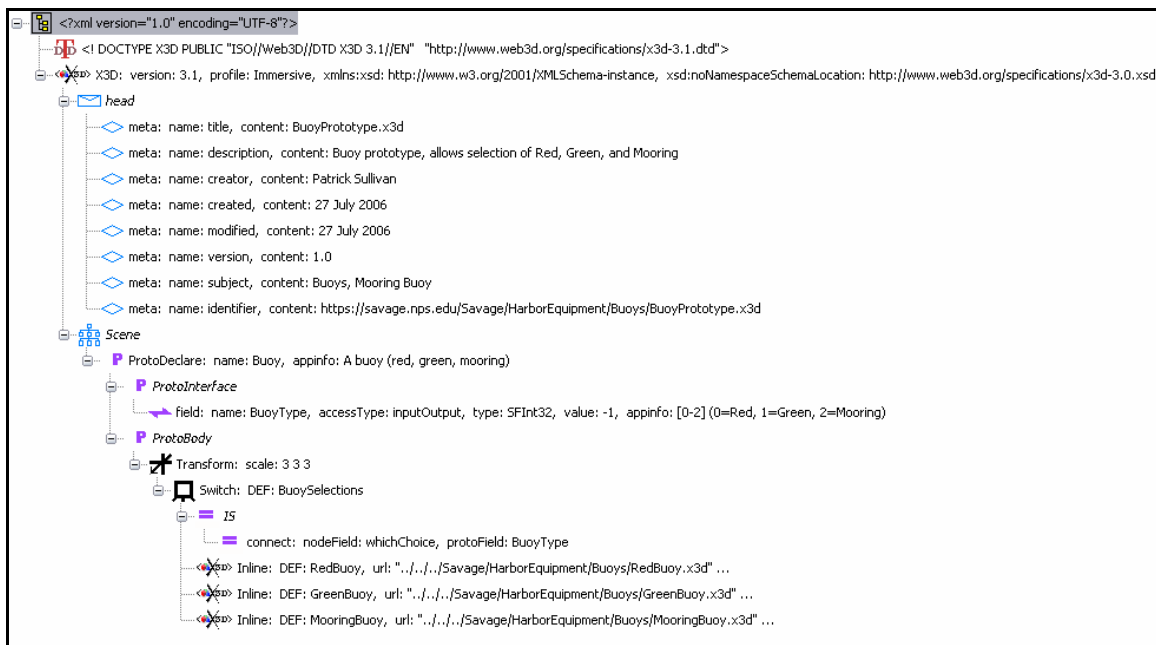 <?xml version="1.0" encoding="UTF-8"?>
<! DOCTYPE X3D PUBLIC "ISO//Web3D//DTD X3D 3.1//EN" "http://www.web3d.org/specifications/x3d-3.1.dtd">
X3D: version: 3.1, profile: Immersive, xmlns:xsd: http://www.w3.org/2001/XMLSchema-instance, xsd:noNamespaceSchemaLocation: http://www.web3d.org/specifications/x3d-3.0.xsd
head
meta: name: title, content: BuoyPrototype.x3d
meta: name: description, content: Buoy prototype, allows selection of Red, Green, and Mooring
meta: name: creator, content: Patrick Sullivan
meta: name: created, content: 27 July 2006
meta: name: modified, content: 27 July 2006
meta: name: version, content: 1.0
meta: name: subject, content: Buoys, Mooring Buoy
meta: name: identifier, content: https://savage.nps.edu/Savage/HarborEquipment/Buoys/BuoyPrototype.x3d
Scene
P ProtoDeclare: name: Buoy, appinfo: A buoy (red, green, mooring)
P ProtoInterface
field: name: BuoyType, accessType: inputOutput, type: SFInt32, value: -1, appinfo: [0-2] (0=Red, 1=Green, 2=Mooring)
P ProtoBody
Transform: scale: 3 3 3
Switch: DEF: BuoySelections
IS
connect: nodeField: whichChoice, protoField: BuoyType
Inline: DEF: RedBuoy, url: "../../../Savage/HarborEquipment/Buoys/RedBuoy.x3d" ...
Inline: DEF: GreenBuoy, url: "../../../Savage/HarborEquipment/Buoys/GreenBuoy.x3d" ...
Inline: DEF: MooringBuoy, url: "../../../Savage/HarborEquipment/Buoys/MooringBuoy.x3d" ...